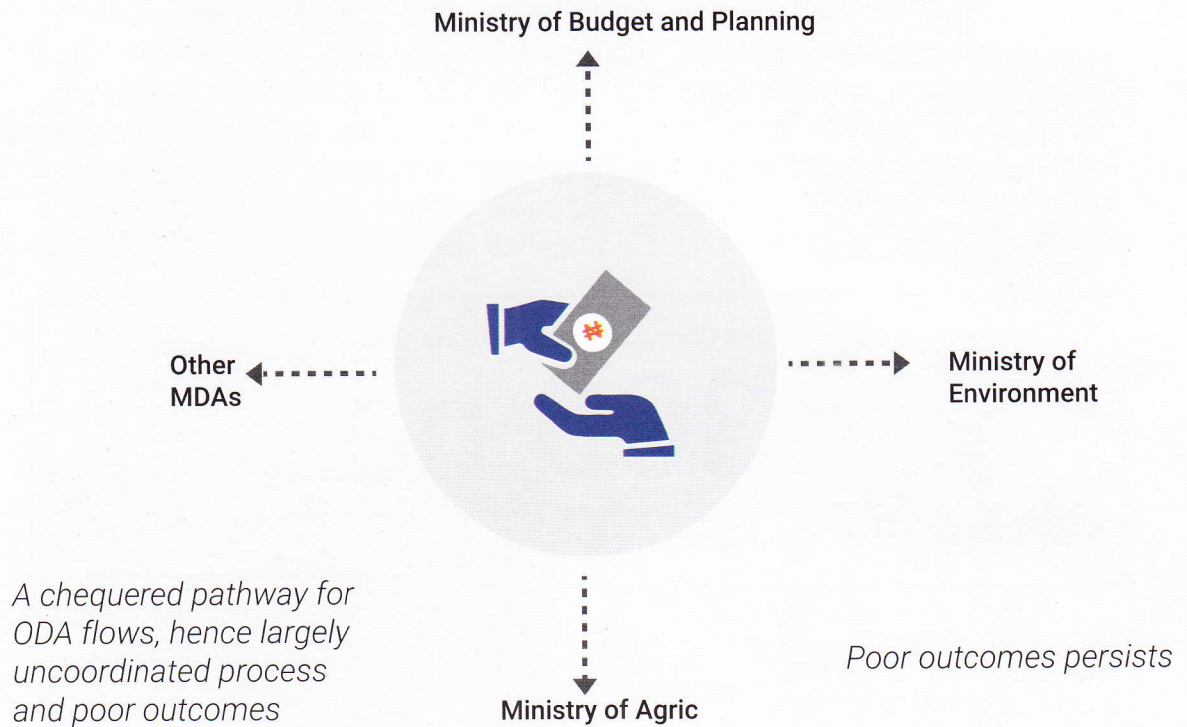 Ministry of Budget and Planning
₦
Other
MDAs
Ministry of
Environment
A chequered pathway for
ODA flows, hence largely
uncoordinated process
and poor outcomes
Poor outcomes persists
Ministry of Agric